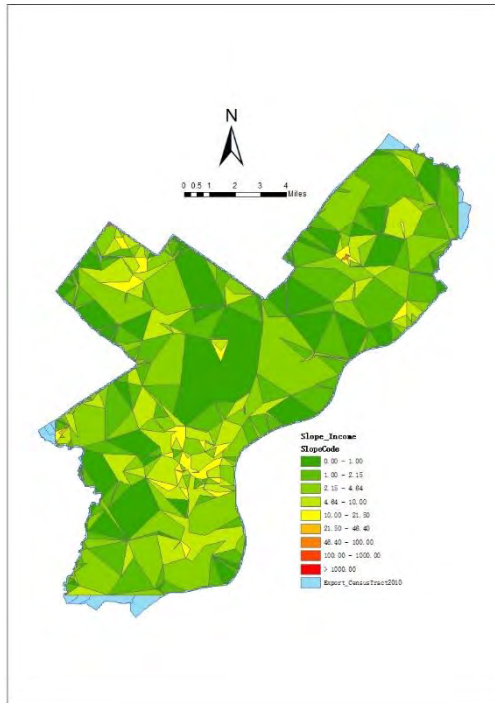 N
0 0.5 1 2 3 4
Miles
Slope_Income
SlopeCode
0.00 - 1.00
1.00 - 2.15
2.15 - 4.64
4.64 - 10.00
10.00 - 21.50
21.50 - 46.40
46.40 - 100.00
100.00 - 1000.00
> 1000.00
Export_CensusTract2010